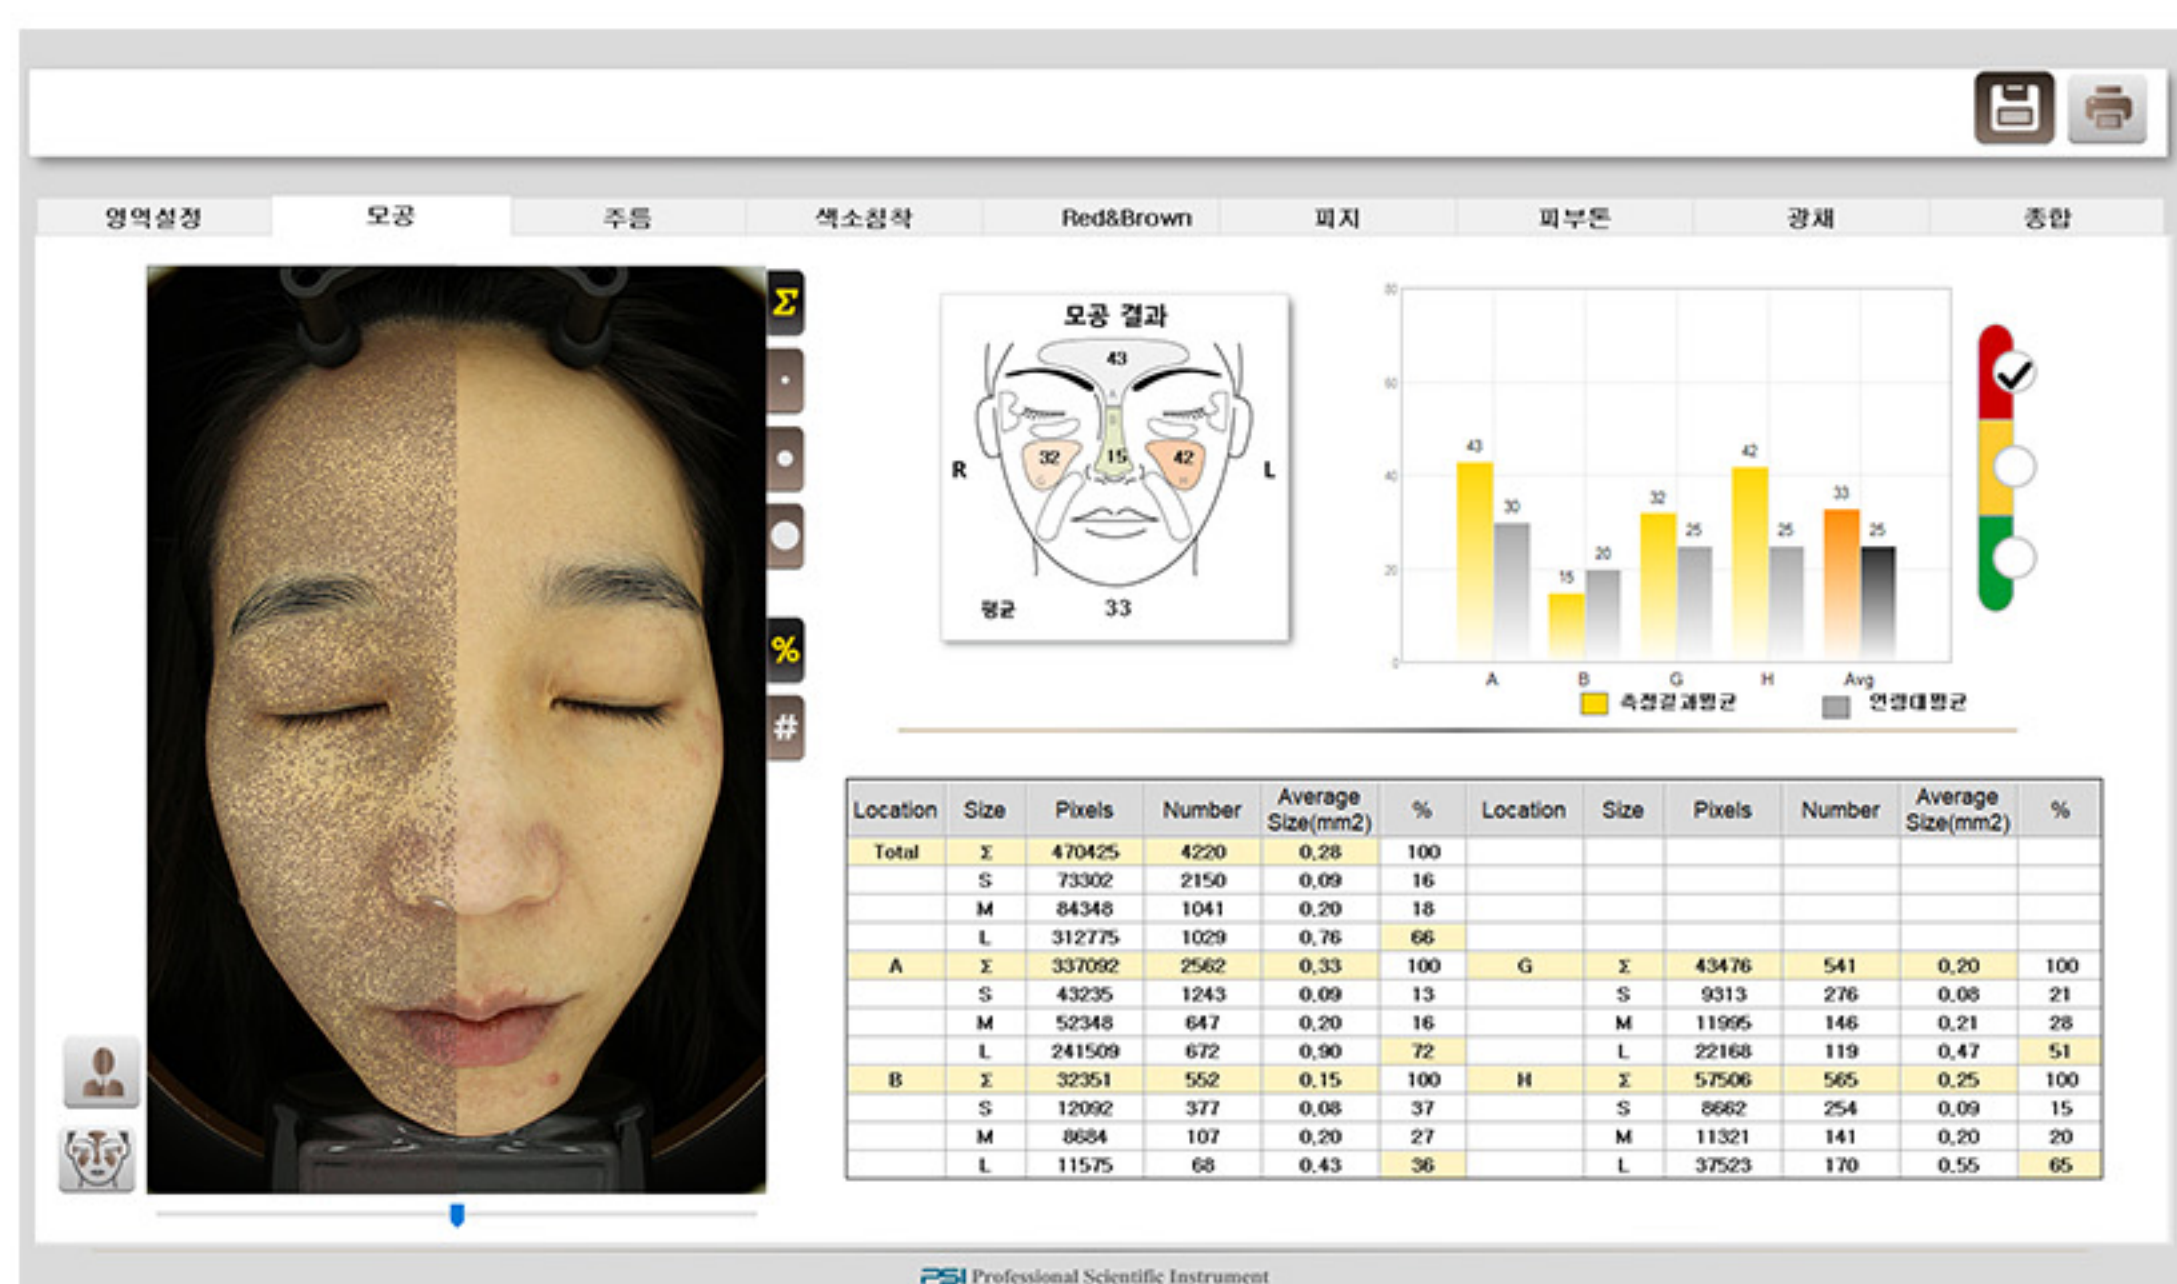 영역설정 모공 주름 색소침착 Red&Brown 피지 피부톤 광채 종합
Σ
%
#
모공 결과
43
A
B
32 15 42
G H
R L
평균 33
80
60
40
20
0
43 30 15 20 32 25 42 25 33 25
A B G H Avg
측정결과평균 연령대평균
Location Size Pixels Number Average Size(mm2) % Location Size Pixels Number Average Size(mm2) %
Total Σ 470425 4220 0.28 100
S 73302 2150 0.09 16
M 84348 1041 0.20 18
L 312775 1029 0.76 66
A Σ 337092 2562 0.33 100 G Σ 43476 541 0.20 100
S 43235 1243 0.09 13 S 9313 276 0.08 21
M 52348 647 0.20 16 M 11995 146 0.21 28
L 241509 672 0.90 72 L 22168 119 0.47 51
B Σ 32351 552 0.15 100 H Σ 57506 565 0.25 100
S 12092 377 0.08 37 S 8662 254 0.09 15
M 8684 107 0.20 27 M 11321 141 0.20 20
L 11575 68 0.43 36 L 37523 170 0.55 65
PSI Professional Scientific Instrument